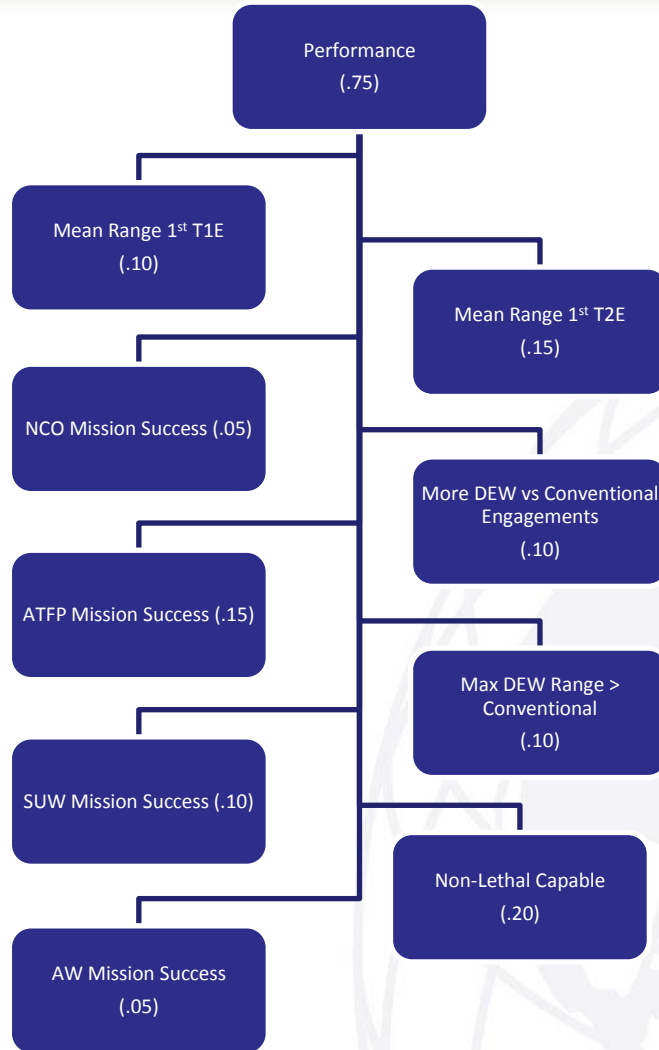 Performance
(.75)
Mean Range 1st T1E
(.10)
Mean Range 1st T2E
(.15)
NCO Mission Success (.05)
More DEW vs Conventional
Engagements
(.10)
ATFP Mission Success (.15)
Max DEW Range >
Conventional
(.10)
SUW Mission Success (.10)
Non-Lethal Capable
(.20)
AW Mission Success
(.05)